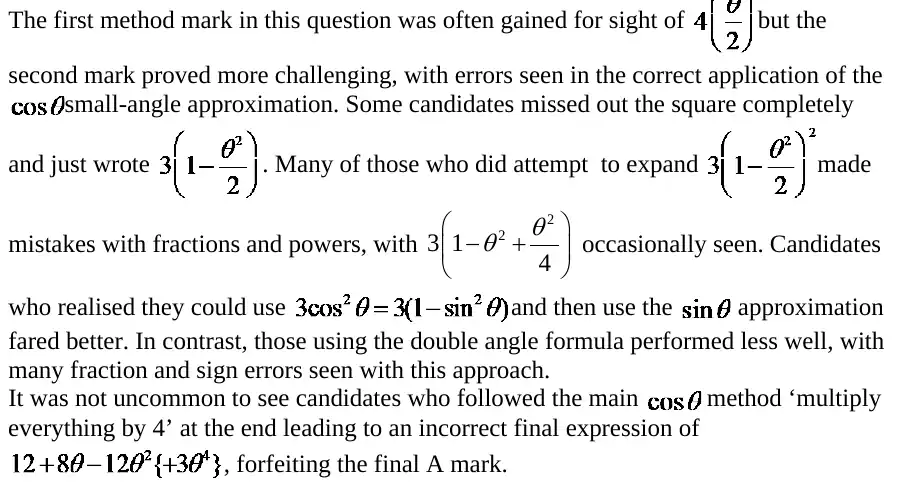 The first method mark in this question was often gained for sight of 4(θ/2) but the
second mark proved more challenging, with errors seen in the correct application of the
cosθ small-angle approximation. Some candidates missed out the square completely
and just wrote 3(1−θ²/2). Many of those who did attempt to expand 3(1−θ²/2)² made
mistakes with fractions and powers, with 3(1−θ²+θ²/4) occasionally seen. Candidates
who realised they could use 3cos²θ=3(1−sin²θ) and then use the sinθ approximation
fared better. In contrast, those using the double angle formula performed less well, with
many fraction and sign errors seen with this approach.
It was not uncommon to see candidates who followed the main cosθ method ‘multiply
everything by 4’ at the end leading to an incorrect final expression of
12+8θ−12θ²{+3θ⁴}, forfeiting the final A mark.